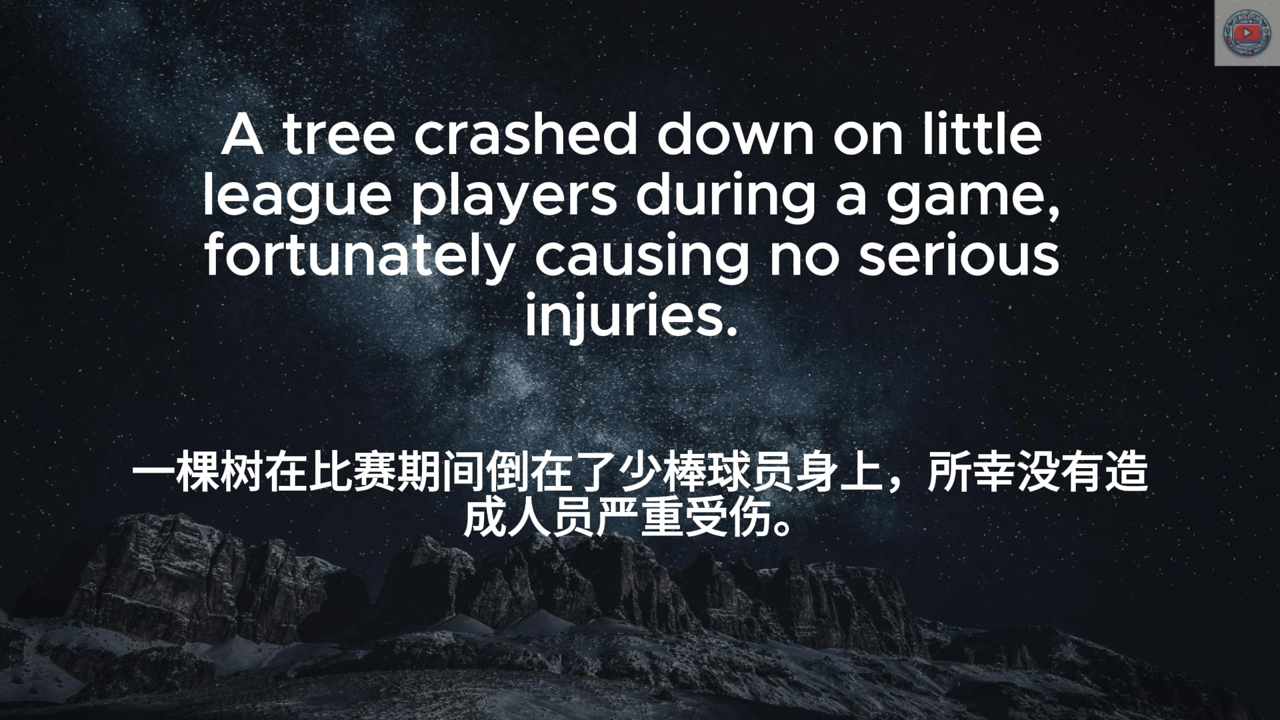 A tree crashed down on little
league players during a game,
fortunately causing no serious
injuries.
一棵树在比赛期间倒在了少棒球员身上，所幸没有造
成人员严重受伤。